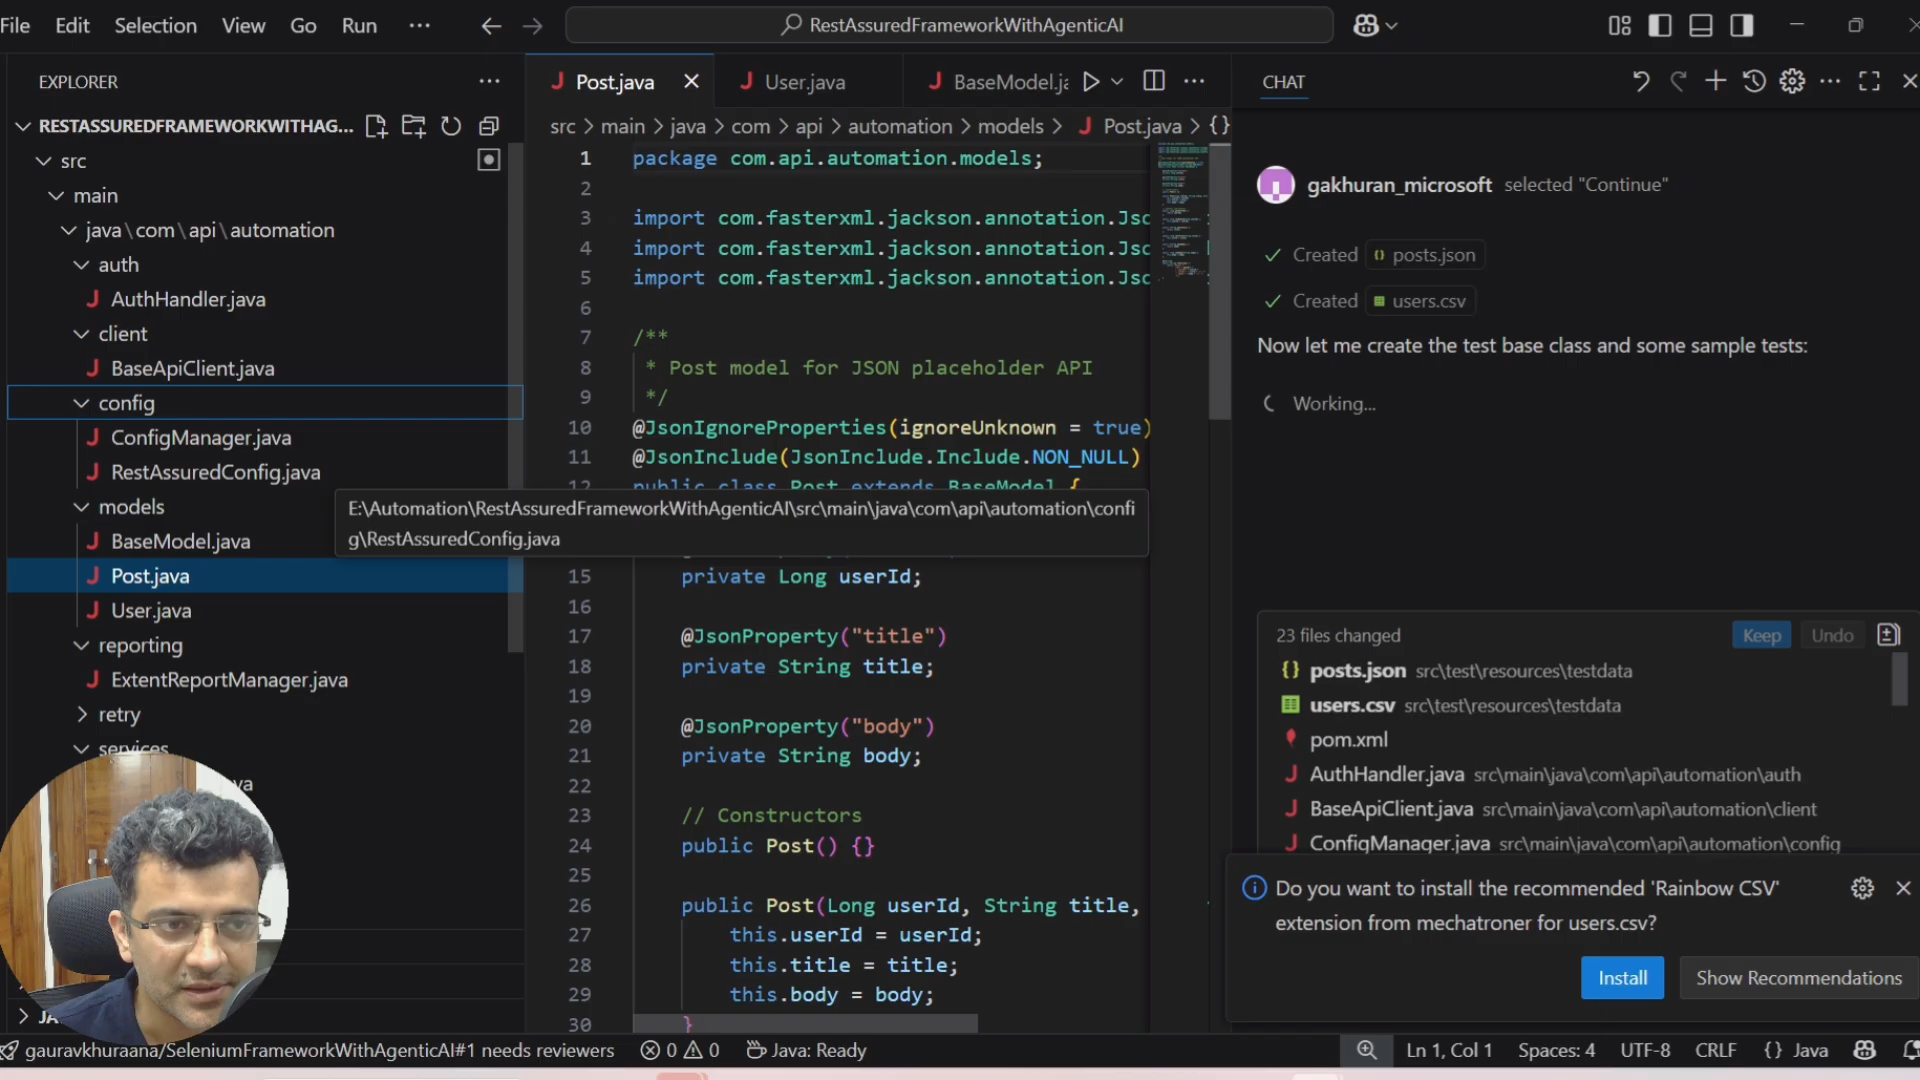 File Edit Selection View Go Run ···
RestAssuredFrameworkWithAgenticAI
EXPLORER
RESTASSUREDFRAMEWORKWITHAG...
src
main
java\com\api\automation
auth
AuthHandler.java
client
BaseApiClient.java
config
ConfigManager.java
RestAssuredConfig.java
models
BaseModel.java
Post.java
User.java
reporting
ExtentReportManager.java
retry
services
Post.java
User.java
BaseModel.ja
src > main > java > com > api > automation > models > Post.java > {}
1 package com.api.automation.models;
2
3 import com.fasterxml.jackson.annotation.Jsc
4 import com.fasterxml.jackson.annotation.Jsc
5 import com.fasterxml.jackson.annotation.Jsc
6
7 /**
8 * Post model for JSON placeholder API
9 */
10 @JsonIgnoreProperties(ignoreUnknown = true)
11 @JsonInclude(JsonInclude.Include.NON_NULL)
12 public class Post extends BaseModel {
E:\Automation\RestAssuredFrameworkWithAgenticAI\src\main\java\com\api\automation\confi
g\RestAssuredConfig.java
15 private Long userId;
16
17 @JsonProperty("title")
18 private String title;
19
20 @JsonProperty("body")
21 private String body;
22
23 // Constructors
24 public Post() {}
25
26 public Post(Long userId, String title,
27 this.userId = userId;
28 this.title = title;
29 this.body = body;
30 }
CHAT
gakhuran_microsoft selected "Continue"
Created posts.json
Created users.csv
Now let me create the test base class and some sample tests:
Working...
23 files changed
Keep Undo
posts.json src\test\resources\testdata
users.csv src\test\resources\testdata
pom.xml
AuthHandler.java src\main\java\com\api\automation\auth
BaseApiClient.java src\main\java\com\api\automation\client
ConfigManager.java src\main\java\com\api\automation\config
Do you want to install the recommended 'Rainbow CSV'
extension from mechatroner for users.csv?
Install
Show Recommendations
gauravkhuraana/SeleniumFrameworkWithAgenticAI#1 needs reviewers
0 0
Java: Ready
Ln 1, Col 1
Spaces: 4
UTF-8
CRLF
{} Java